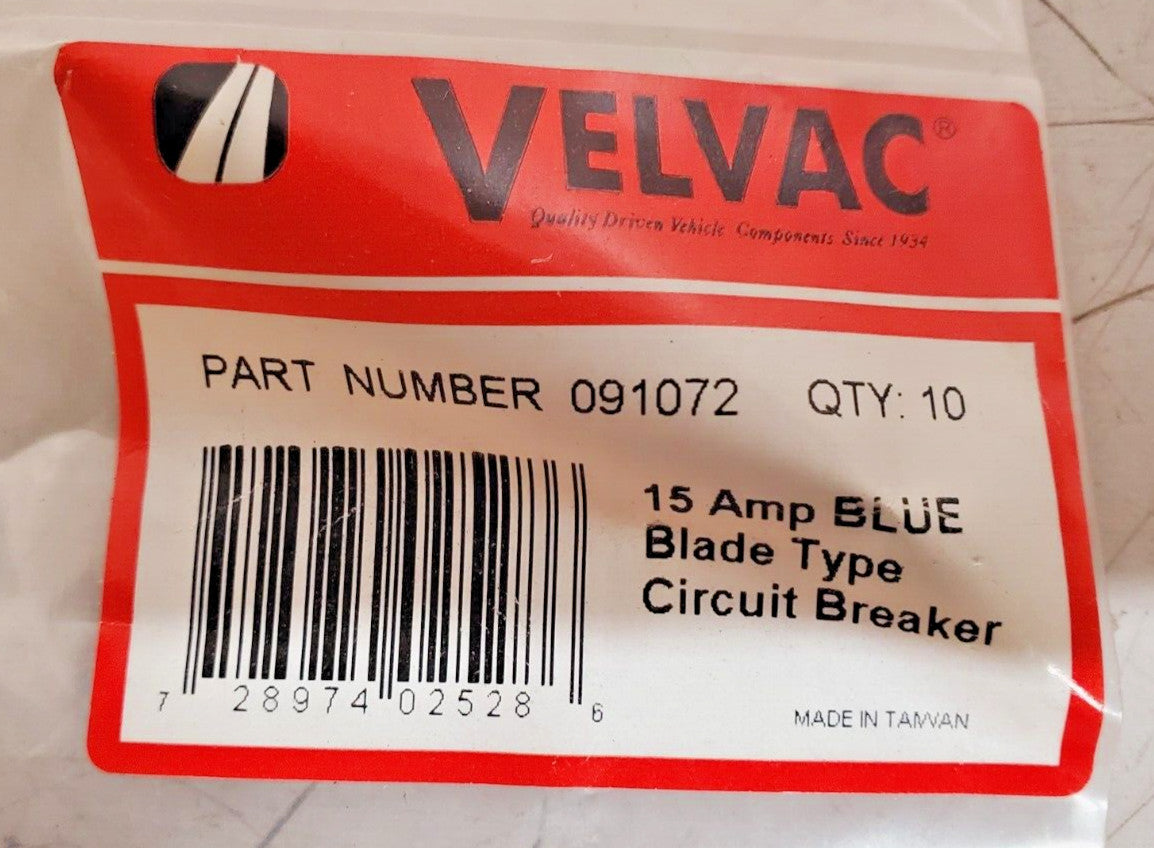 VELVAC®
Quality Driven Vehicle Components Since 1934
PART NUMBER 091072 QTY: 10
15 Amp BLUE
Blade Type
Circuit Breaker
7 28974 02528 6
MADE IN TAIWAN